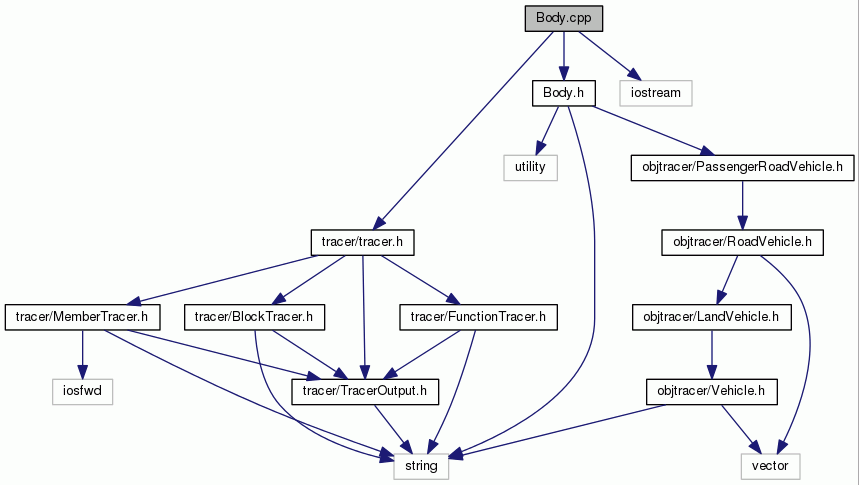 Body.cpp
Body.h
iostream
utility
objtracer/PassengerRoadVehicle.h
tracer/tracer.h
objtracer/RoadVehicle.h
tracer/MemberTracer.h
tracer/BlockTracer.h
tracer/FunctionTracer.h
objtracer/LandVehicle.h
iosfwd
tracer/TracerOutput.h
objtracer/Vehicle.h
string
vector